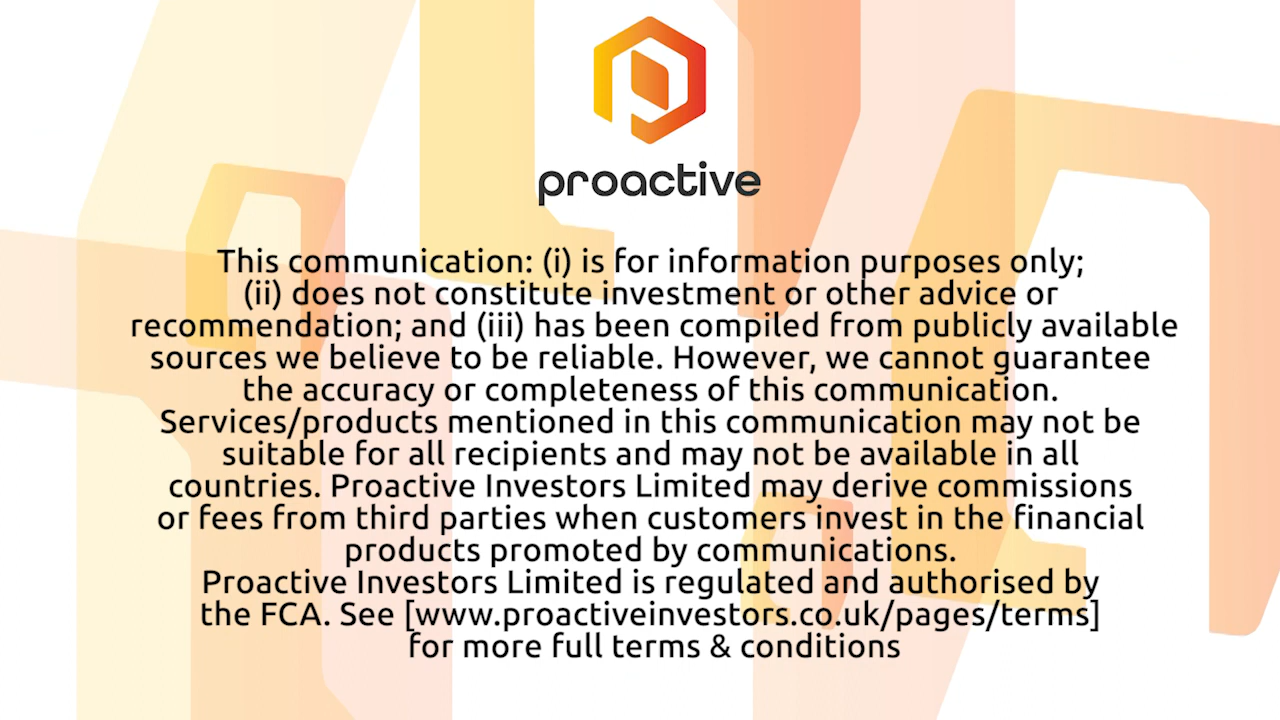 proactive
This communication: (i) is for information purposes only;
(ii) does not constitute investment or other advice or
recommendation; and (iii) has been compiled from publicly available
sources we believe to be reliable. However, we cannot guarantee
the accuracy or completeness of this communication.
Services/products mentioned in this communication may not be
suitable for all recipients and may not be available in all
countries. Proactive Investors Limited may derive commissions
or fees from third parties when customers invest in the financial
products promoted by communications.
Proactive Investors Limited is regulated and authorised by
the FCA. See [www.proactiveinvestors.co.uk/pages/terms]
for more full terms & conditions